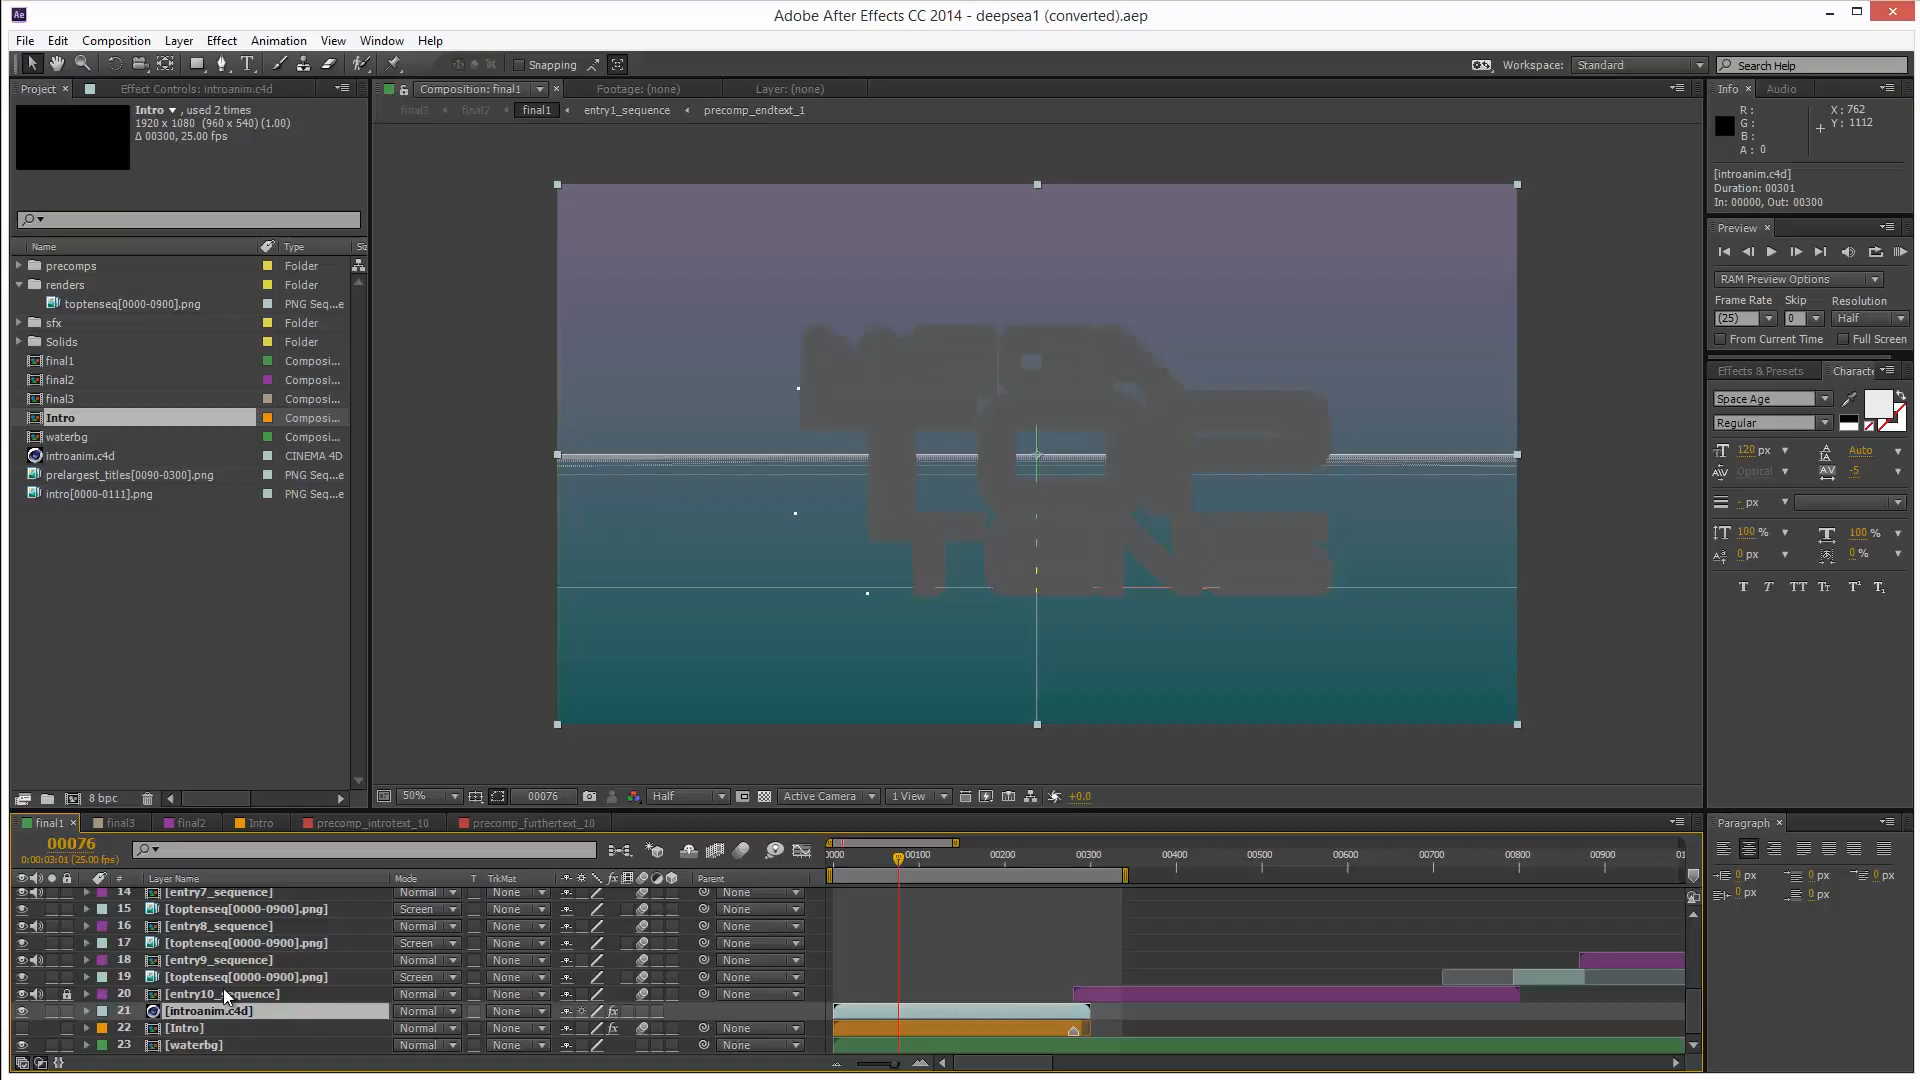 Adobe After Effects CC 2014 - deepsea1 (converted).aep
File Edit Composition Layer Effect Animation View Window Help
Snapping
Workspace: Standard
Search Help
Project
Effect Controls: introanim.c4d
Intro , used 2 times
1920 x 1080 (960 x 540) (1.00)
Δ 00300, 25.00 fps
Name Type Siz
precomps Folder
renders Folder
toptenseq[0000-0900].png PNG Seq...e
sfx Folder
Solids Folder
final1 Composi...
final2 Composi...
final3 Composi...
Intro Composi...
waterbg Composi...
introanim.c4d CINEMA 4D
prelargest_titles[0090-0300].png PNG Seq...e
intro[0000-0111].png PNG Seq...e
8 bpc
Composition: final1 Footage: (none) Layer: (none)
final3 final2 final1 entry1_sequence precomp_endtext_1
50% 00076 Half Active Camera 1 View +0.0
Info Audio
R:
G:
B:
A: 0
X: 762
Y: 1112
[introanim.c4d]
Duration: 00301
In: 00000, Out: 00300
Preview
RAM Preview Options
Frame Rate Skip Resolution
(25) 0 Half
From Current Time Full Screen
Effects & Presets Characte
Space Age
Regular
120 px Auto
Optical -5
- px
100 % 100 %
0 px 0 %
T T TT Tr T¹ T₁
final1 final3 final2 Intro precomp_introtext_10 precomp_furthertext_10
00076
0:00:03:01 (25.00 fps)
0000 00100 00200 00300 00400 00500 00600 00700 00800 00900 01
# Layer Name Mode T TrkMat Parent
14 [entry7_sequence] Normal None None
15 [toptenseq[0000-0900].png] Screen None None
16 [entry8_sequence] Normal None None
17 [toptenseq[0000-0900].png] Screen None None
18 [entry9_sequence] Normal None None
19 [toptenseq[0000-0900].png] Screen None None
20 [entry10_sequence] Normal None None
21 [introanim.c4d] Normal None
22 [Intro] Normal None None
23 [waterbg] Normal None None
Paragraph
0 px 0 px 0 px
0 px 0 px